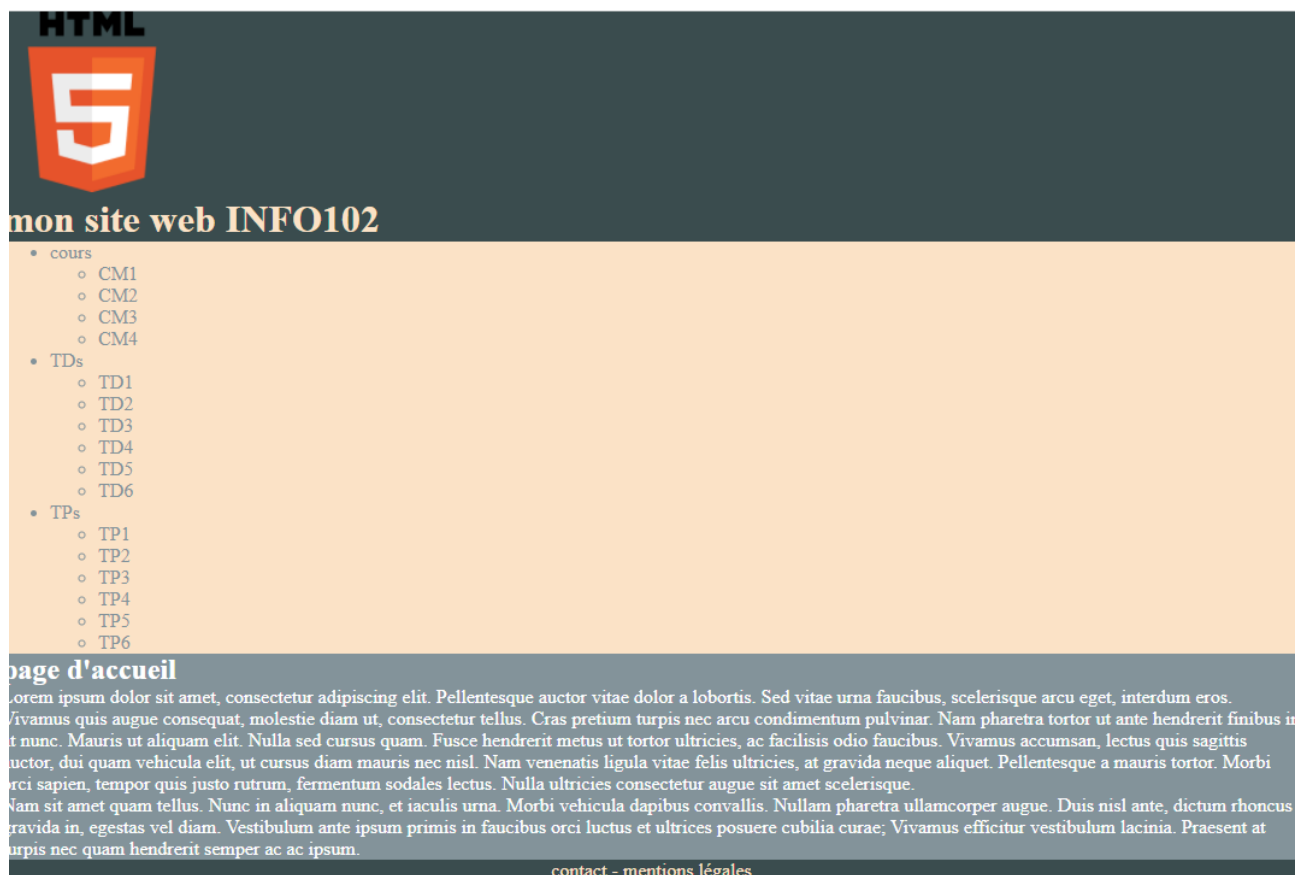 HTML
5
mon site web INFO102
cours
CM1
CM2
CM3
CM4
TDs
TD1
TD2
TD3
TD4
TD5
TD6
TPs
TP1
TP2
TP3
TP4
TP5
TP6
page d'accueil
Lorem ipsum dolor sit amet, consectetur adipiscing elit. Pellentesque auctor vitae dolor a lobortis. Sed vitae urna faucibus, scelerisque arcu eget, interdum eros.
Vivamus quis augue consequat, molestie diam ut, consectetur tellus. Cras pretium turpis nec arcu condimentum pulvinar. Nam pharetra tortor ut ante hendrerit finibus in
ut nunc. Mauris ut aliquam elit. Nulla sed cursus quam. Fusce hendrerit metus ut tortor ultricies, ac facilisis odio faucibus. Vivamus accumsan, lectus quis sagittis
auctor, dui quam vehicula elit, ut cursus diam mauris nec nisl. Nam venenatis ligula vitae felis ultricies, at gravida neque aliquet. Pellentesque a mauris tortor. Morbi
orci sapien, tempor quis justo rutrum, fermentum sodales lectus. Nulla ultricies consectetur augue sit amet scelerisque.
Nam sit amet quam tellus. Nunc in aliquam nunc, et iaculis urna. Morbi vehicula dapibus convallis. Nullam pharetra ullamcorper augue. Duis nisl ante, dictum rhoncus
gravida in, egestas vel diam. Vestibulum ante ipsum primis in faucibus orci luctus et ultrices posuere cubilia curae; Vivamus efficitur vestibulum lacinia. Praesent at
turpis nec quam hendrerit semper ac ac ipsum.
contact - mentions légales